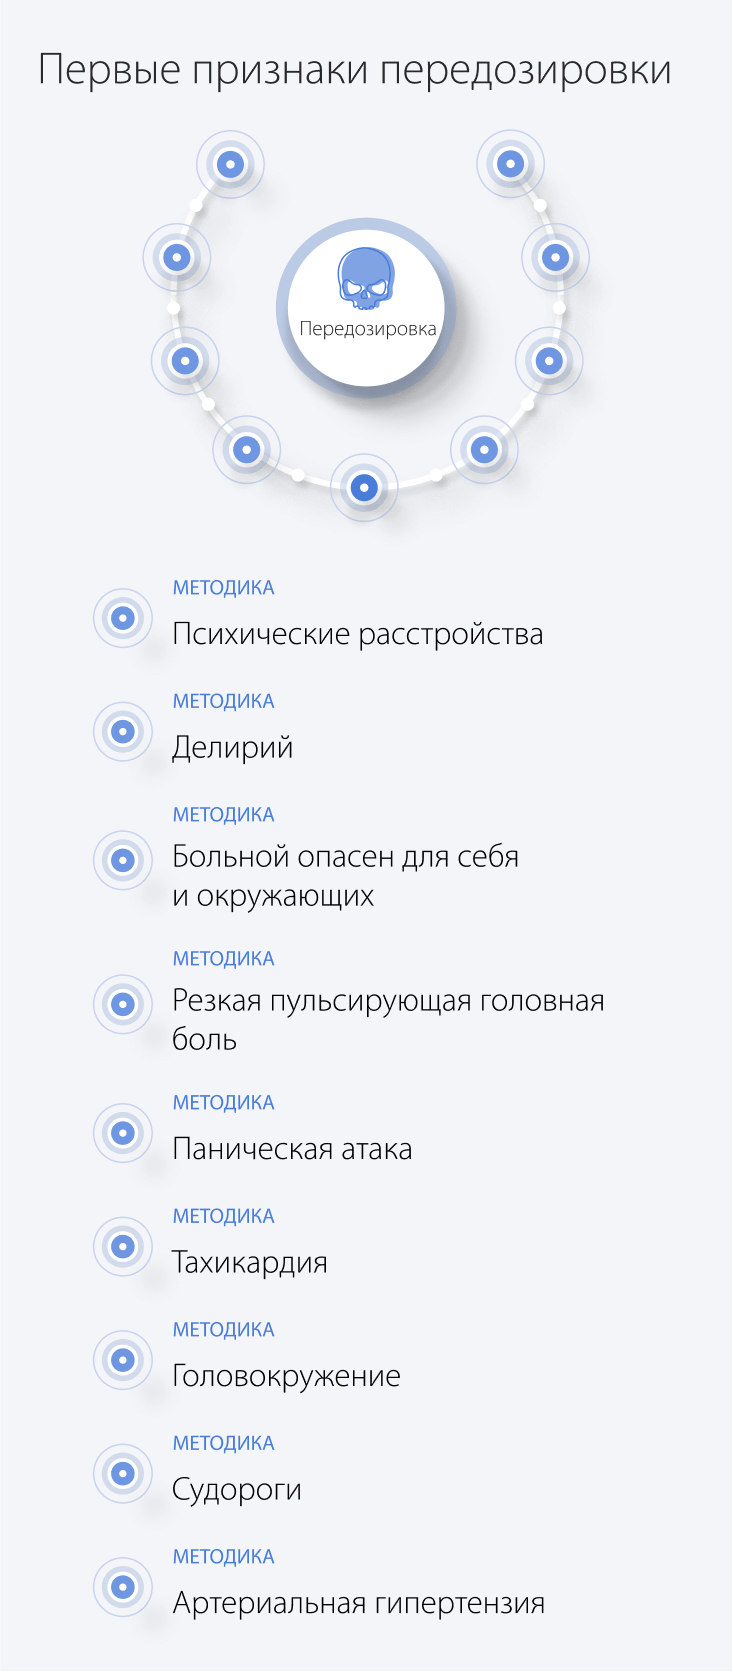 Первые признаки передозировки
Передозировка
МЕТОДИКА
Психические расстройства
МЕТОДИКА
Делирий
МЕТОДИКА
Больной опасен для себя
и окружающих
МЕТОДИКА
Резкая пульсирующая головная
боль
МЕТОДИКА
Паническая атака
МЕТОДИКА
Тахикардия
МЕТОДИКА
Головокружение
МЕТОДИКА
Судороги
МЕТОДИКА
Артериальная гипертензия